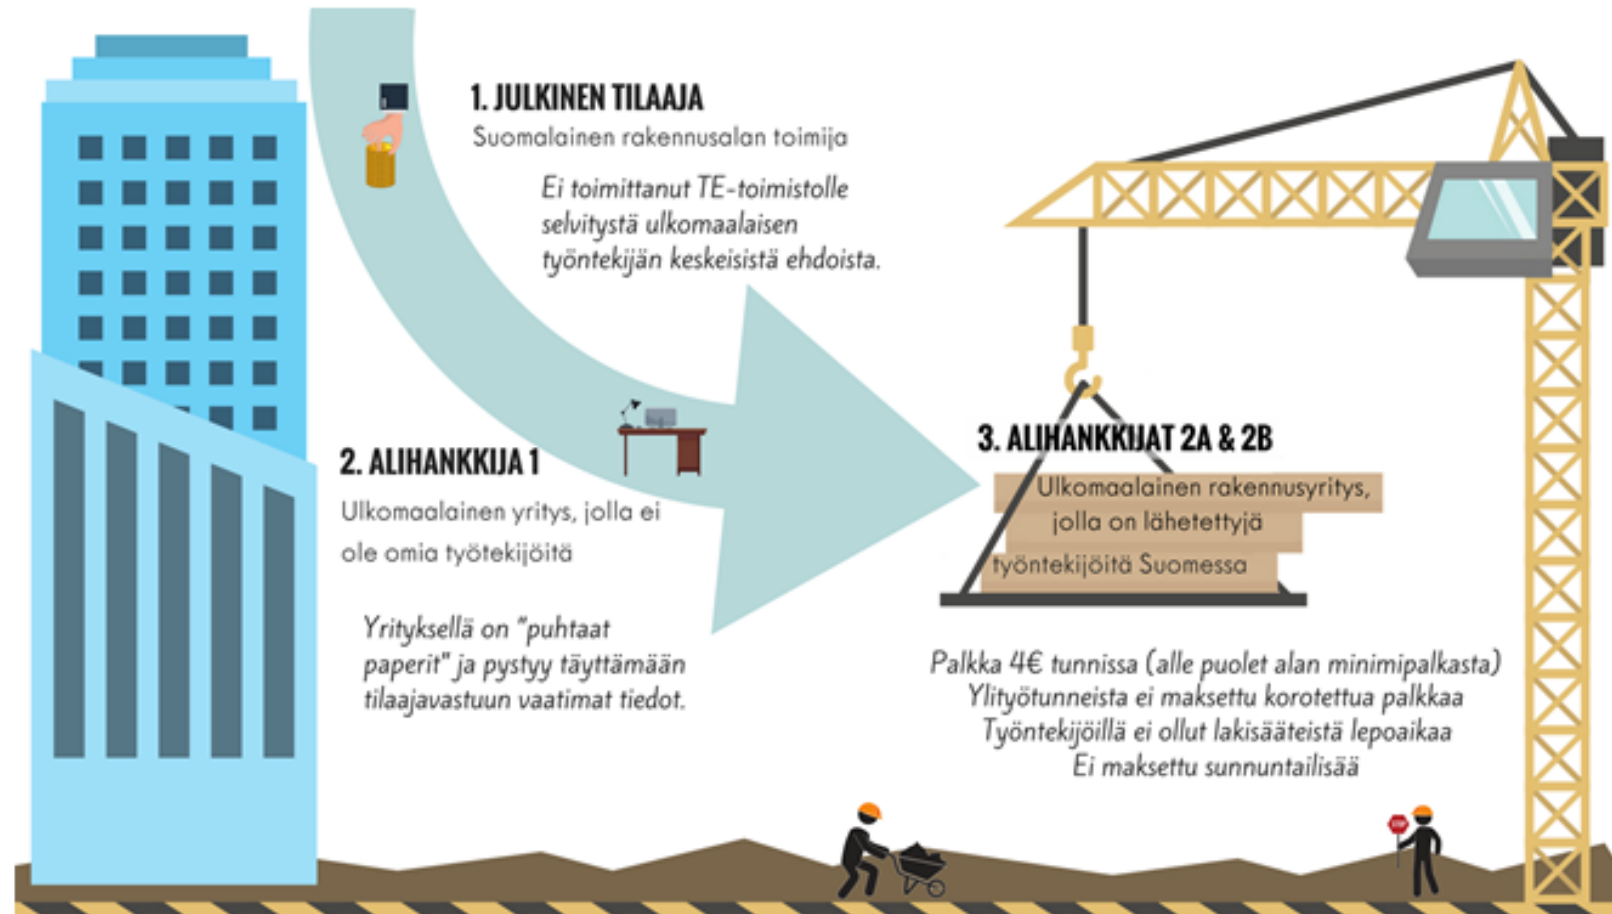 1. JULKINEN TILAAJA
Suomalainen rakennusalan toimija
Ei toimittanut TE-toimistolle
selvitystä ulkomaalaisen
työntekijän keskeisistä ehdoista.
2. ALIHANKKIJA 1
Ulkomaalainen yritys, jolla ei
ole omia työtekijöitä
Yrityksellä on "puhtaat
paperit" ja pystyy täyttämään
tilaajavastuun vaatimat tiedot.
3. ALIHANKKIJAT 2A & 2B
Ulkomaalainen rakennusyritys,
jolla on lähetettyjä
työntekijöitä Suomessa
Palkka 4€ tunnissa (alle puolet alan minimipalkasta)
Ylityötunneista ei maksettu korotettua palkkaa
Työntekijöillä ei ollut lakisääteistä lepoaikaa
Ei maksettu sunnuntailisää
STOP